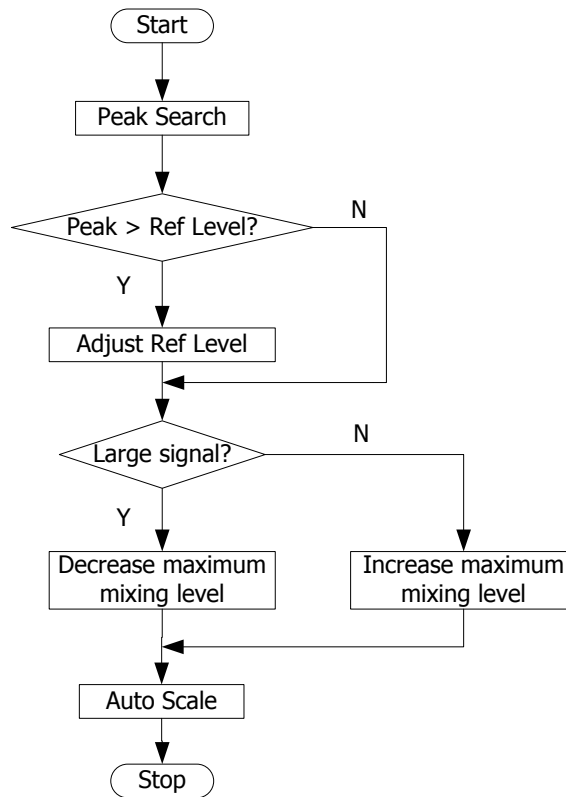 Start
Peak Search
Peak > Ref Level?
N
Y
Adjust Ref Level
Large signal?
N
Y
Decrease maximum
mixing level
Increase maximum
mixing level
Auto Scale
Stop